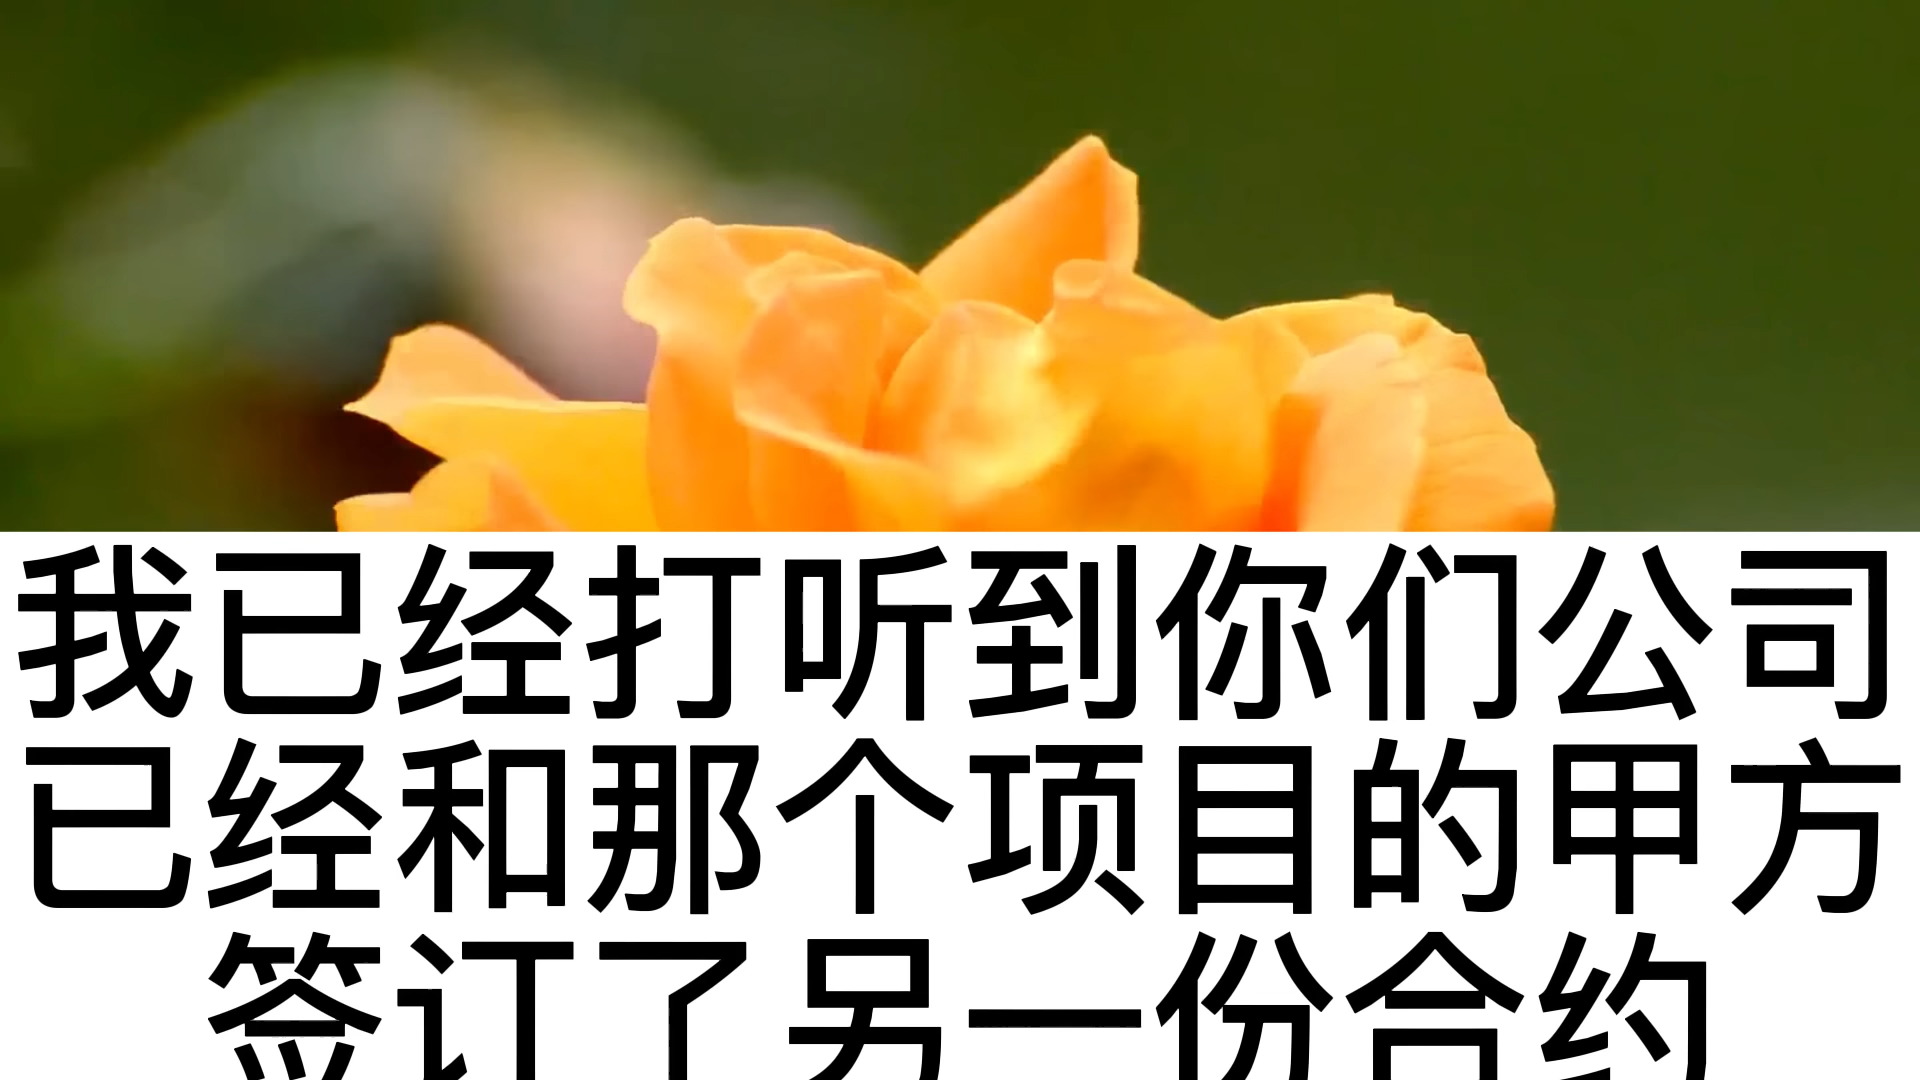 我已经打听到你们公司
已经和那个项目的甲方
签订了另一份合约